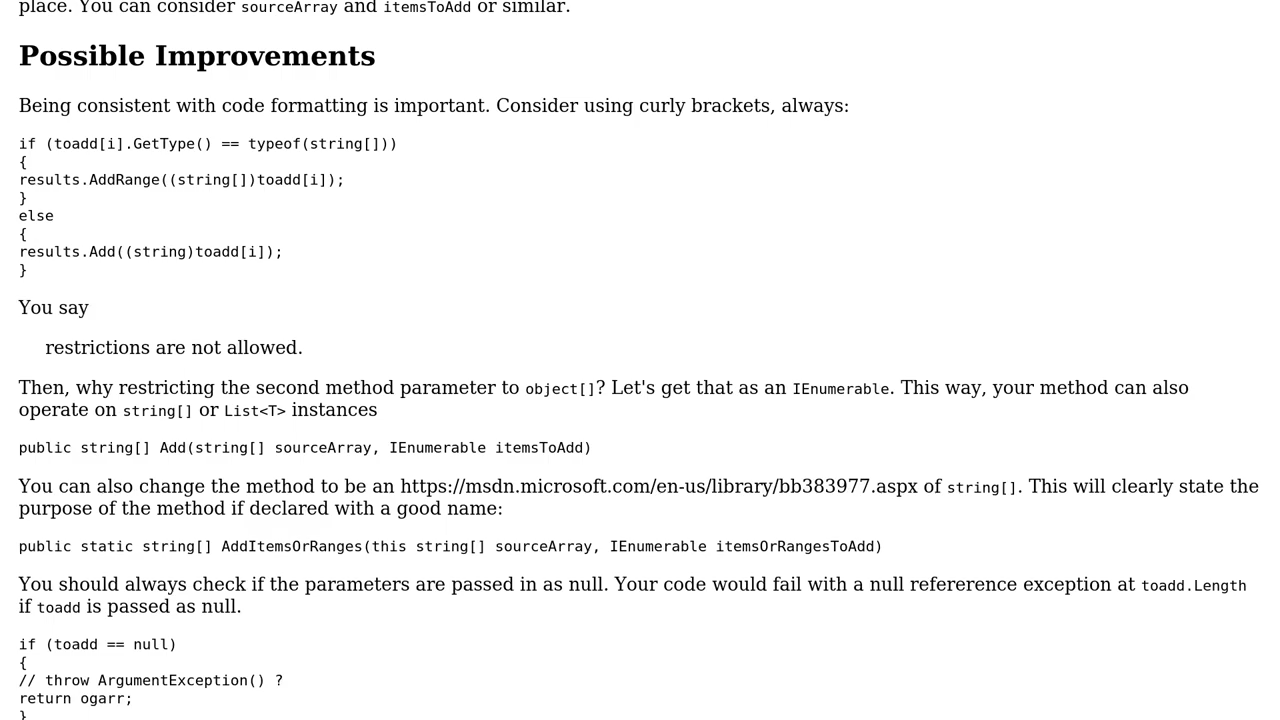 place. You can consider sourceArray and itemsToAdd or similar.
Possible Improvements
Being consistent with code formatting is important. Consider using curly brackets, always:
if (toadd[i].GetType() == typeof(string[]))
{
results.AddRange((string[])toadd[i]);
}
else
{
results.Add((string)toadd[i]);
}
You say
restrictions are not allowed.
Then, why restricting the second method parameter to object[]? Let's get that as an IEnumerable. This way, your method can also
operate on string[] or List<T> instances
public string[] Add(string[] sourceArray, IEnumerable itemsToAdd)
You can also change the method to be an https://msdn.microsoft.com/en-us/library/bb383977.aspx of string[]. This will clearly state the
purpose of the method if declared with a good name:
public static string[] AddItemsOrRanges(this string[] sourceArray, IEnumerable itemsOrRangesToAdd)
You should always check if the parameters are passed in as null. Your code would fail with a null refererence exception at toadd.Length
if toadd is passed as null.
if (toadd == null)
{
// throw ArgumentException() ?
return ogarr;
}